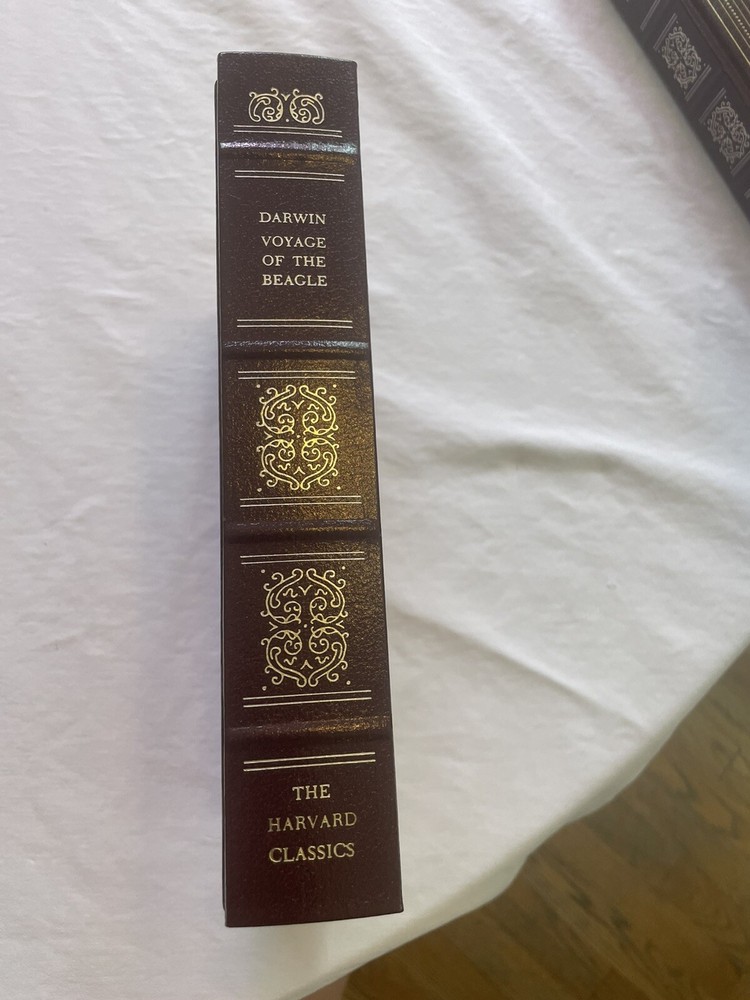 DARWIN
VOYAGE
OF THE
BEAGLE
THE
HARVARD
CLASSICS